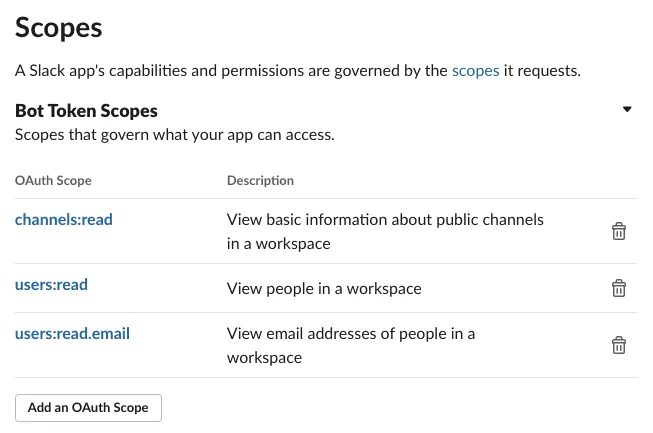 Scopes
A Slack app's capabilities and permissions are governed by the scopes it requests.
Bot Token Scopes
Scopes that govern what your app can access.
OAuth Scope Description
channels:read View basic information about public channels
in a workspace
users:read View people in a workspace
users:read.email View email addresses of people in a
workspace
Add an OAuth Scope